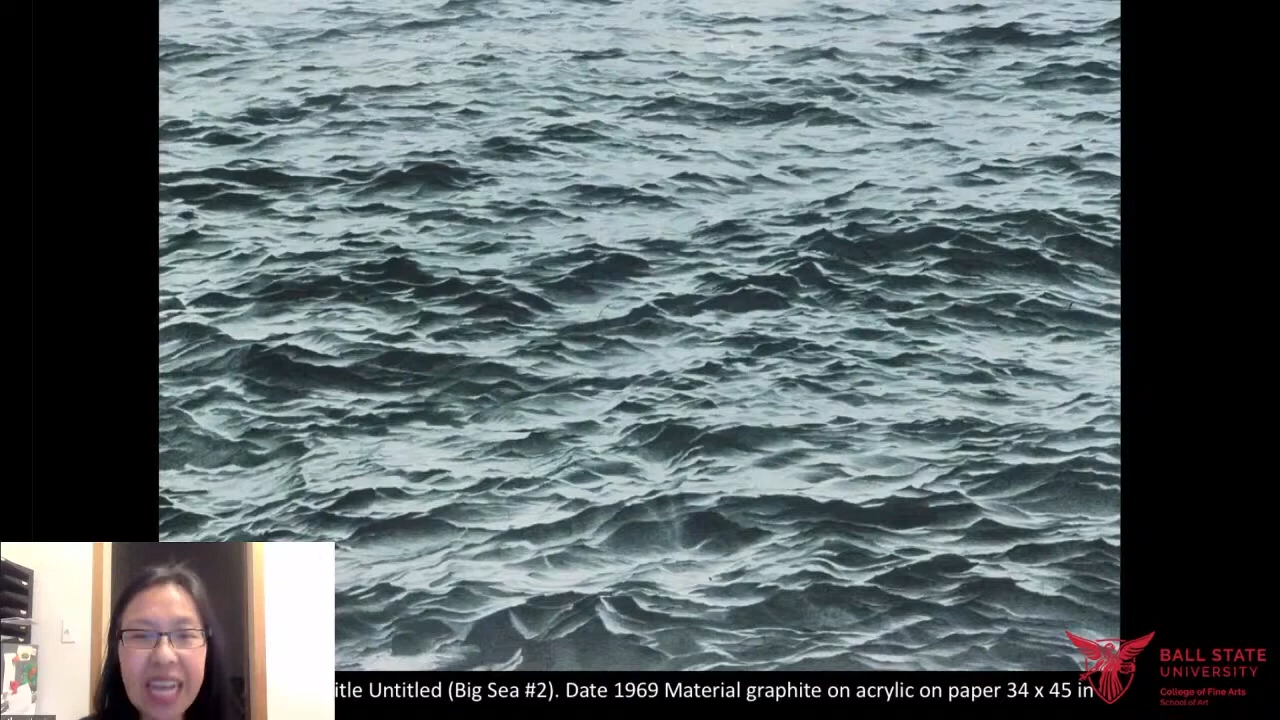 itle Untitled (Big Sea #2). Date 1969 Material graphite on acrylic on paper 34 x 45 in
BALL STATE
UNIVERSITY
College of Fine Arts
School of Art